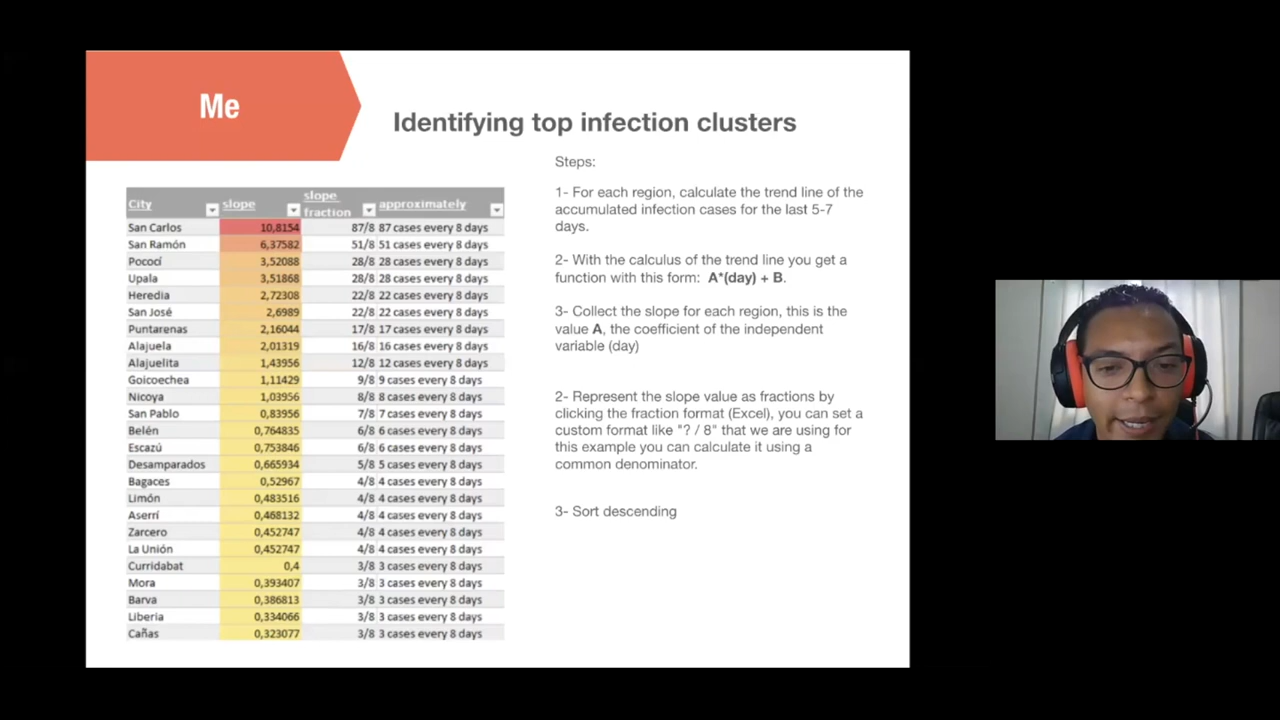 Me
Identifying top infection clusters
Steps:
1- For each region, calculate the trend line of the
accumulated infection cases for the last 5-7
days.
2- With the calculus of the trend line you get a
function with this form: A*(day) + B.
3- Collect the slope for each region, this is the
value A, the coefficient of the independent
variable (day)
2- Represent the slope value as fractions by
clicking the fraction format (Excel), you can set a
custom format like "? / 8" that we are using for
this example you can calculate it using a
common denominator.
3- Sort descending
City slope slope fraction approximately
San Carlos 10,8154 87/8 87 cases every 8 days
San Ramón 6,37582 51/8 51 cases every 8 days
Pococí 3,52088 28/8 28 cases every 8 days
Upala 3,51868 28/8 28 cases every 8 days
Heredia 2,72308 22/8 22 cases every 8 days
San José 2,6989 22/8 22 cases every 8 days
Puntarenas 2,16044 17/8 17 cases every 8 days
Alajuela 2,01319 16/8 16 cases every 8 days
Alajuelita 1,43956 12/8 12 cases every 8 days
Goicoechea 1,11429 9/8 9 cases every 8 days
Nicoya 1,03956 8/8 8 cases every 8 days
San Pablo 0,83956 7/8 7 cases every 8 days
Belén 0,764835 6/8 6 cases every 8 days
Escazú 0,753846 6/8 6 cases every 8 days
Desamparados 0,665934 5/8 5 cases every 8 days
Bagaces 0,52967 4/8 4 cases every 8 days
Limón 0,483516 4/8 4 cases every 8 days
Aserrí 0,468132 4/8 4 cases every 8 days
Zarcero 0,452747 4/8 4 cases every 8 days
La Unión 0,452747 4/8 4 cases every 8 days
Curridabat 0,4 3/8 3 cases every 8 days
Mora 0,393407 3/8 3 cases every 8 days
Barva 0,386813 3/8 3 cases every 8 days
Liberia 0,334066 3/8 3 cases every 8 days
Cañas 0,323077 3/8 3 cases every 8 days